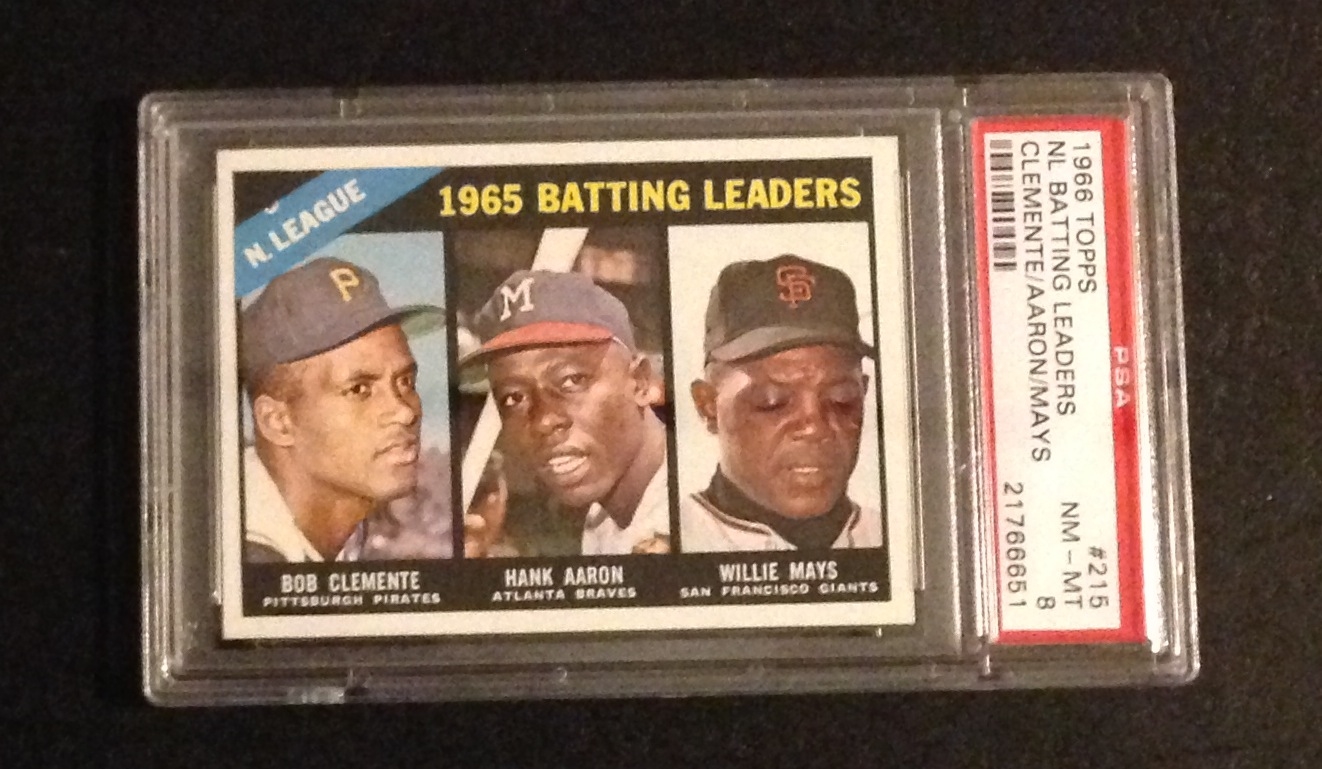 N. LEAGUE
1965 BATTING LEADERS
P
M
SF
BOB CLEMENTE
PITTSBURGH PIRATES
HANK AARON
ATLANTA BRAVES
WILLIE MAYS
SAN FRANCISCO GIANTS
PSA
1966 TOPPS #215
NL BATTING LEADERS NM-MT 8
CLEMENTE/AARON/MAYS
21766651